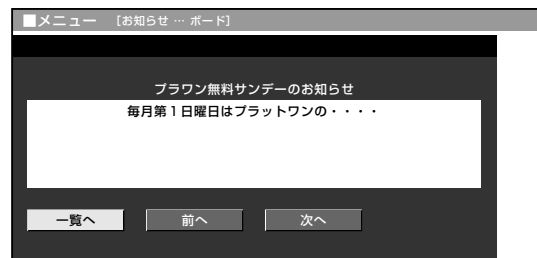 ■メニュー [お知らせ … ボード]
プラワン無料サンデーのお知らせ
毎月第1日曜日はプラットワンの・・・・
一覧へ 前へ 次へ